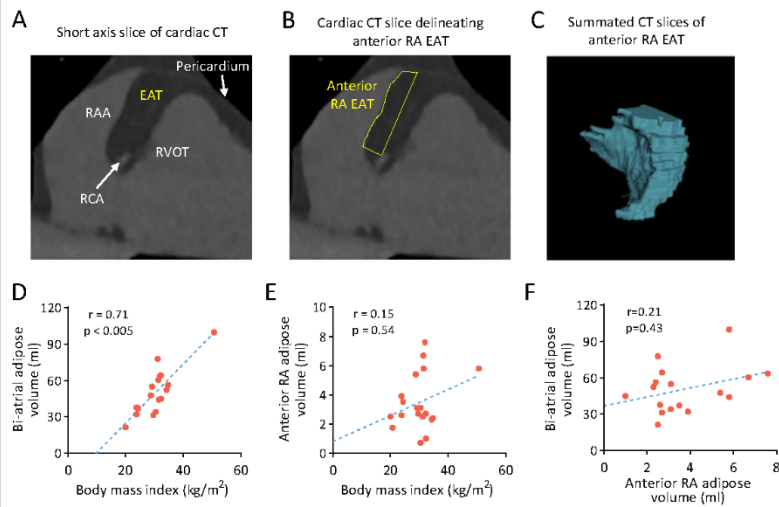 A
Short axis slice of cardiac CT
Pericardium
EAT
RAA
RVOT
RCA
B
Cardiac CT slice delineating
anterior RA EAT
Anterior
RA EAT
C
Summated CT slices of
anterior RA EAT
D
r = 0.71
p < 0.005
Bi-atrial adipose
volume (ml)
120
90
60
30
0
0 20 40 60
Body mass index (kg/m²)
E
r = 0.15
p = 0.54
Anterior RA adipose
volume (ml)
10
8
6
4
2
0
0 20 40 60
Body mass index (kg/m²)
F
r=0.21
p=0.43
Bi-atrial adipose
volume (ml)
120
90
60
30
0
0 2 4 6 8
Anterior RA adipose
volume (ml)